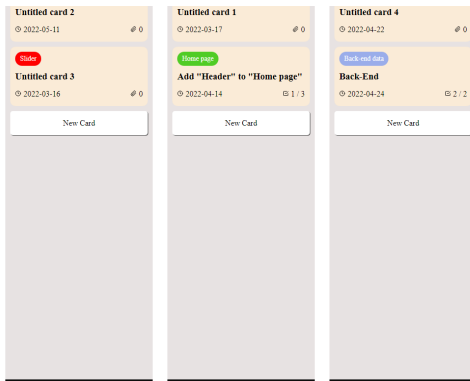 Untitled card 2
2022-05-11 0
Slider
Untitled card 3
2022-03-16 0
New Card
Untitled card 1
2022-03-17 0
Home page
Add "Header" to "Home page"
2022-04-14 1 / 3
New Card
Untitled card 4
2022-04-22 0
Back-end data
Back-End
2022-04-24 2 / 2
New Card